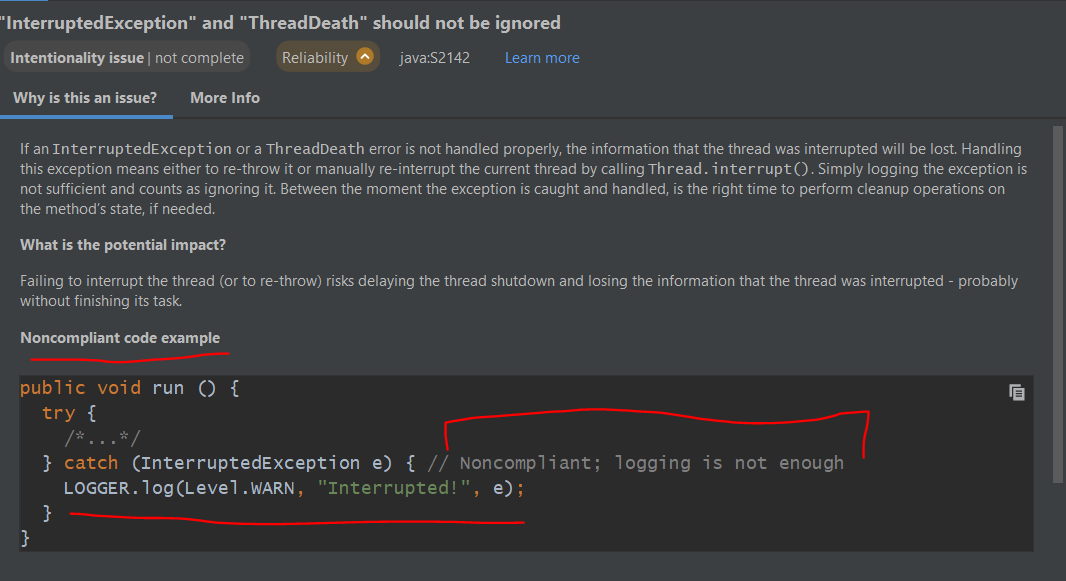 "InterruptedException" and "ThreadDeath" should not be ignored
Intentionality issue | not complete Reliability java:S2142 Learn more
Why is this an issue? More Info
If an InterruptedException or a ThreadDeath error is not handled properly, the information that the thread was interrupted will be lost. Handling
this exception means either to re-throw it or manually re-interrupt the current thread by calling Thread.interrupt(). Simply logging the exception is
not sufficient and counts as ignoring it. Between the moment the exception is caught and handled, is the right time to perform cleanup operations on
the method's state, if needed.
What is the potential impact?
Failing to interrupt the thread (or to re-throw) risks delaying the thread shutdown and losing the information that the thread was interrupted - probably
without finishing its task.
Noncompliant code example
public void run () {
  try {
    /*...*/
  } catch (InterruptedException e) { // Noncompliant; logging is not enough
    LOGGER.log(Level.WARN, "Interrupted!", e);
  }
}